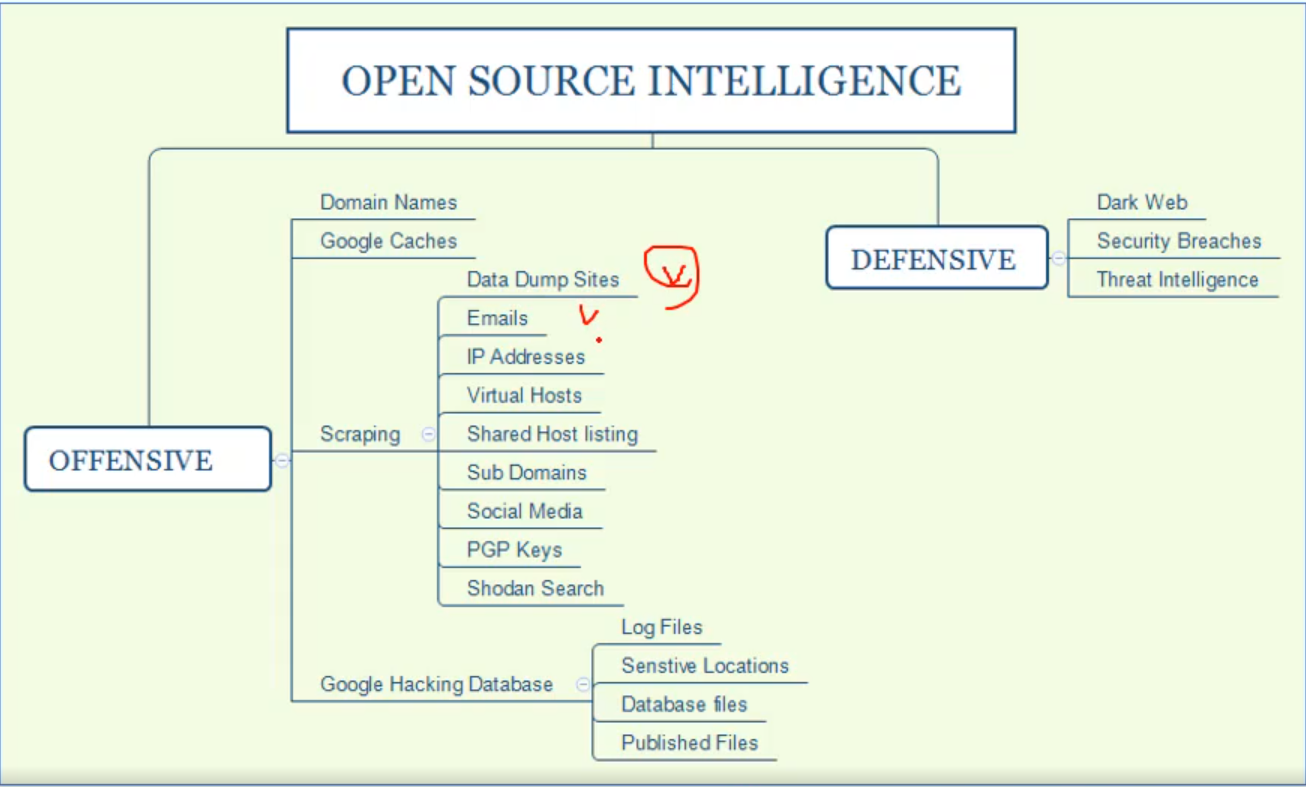 OPEN SOURCE INTELLIGENCE
OFFENSIVE
Domain Names
Google Caches
Scraping
Data Dump Sites
Emails
IP Addresses
Virtual Hosts
Shared Host listing
Sub Domains
Social Media
PGP Keys
Shodan Search
Google Hacking Database
Log Files
Senstive Locations
Database files
Published Files
DEFENSIVE
Dark Web
Security Breaches
Threat Intelligence